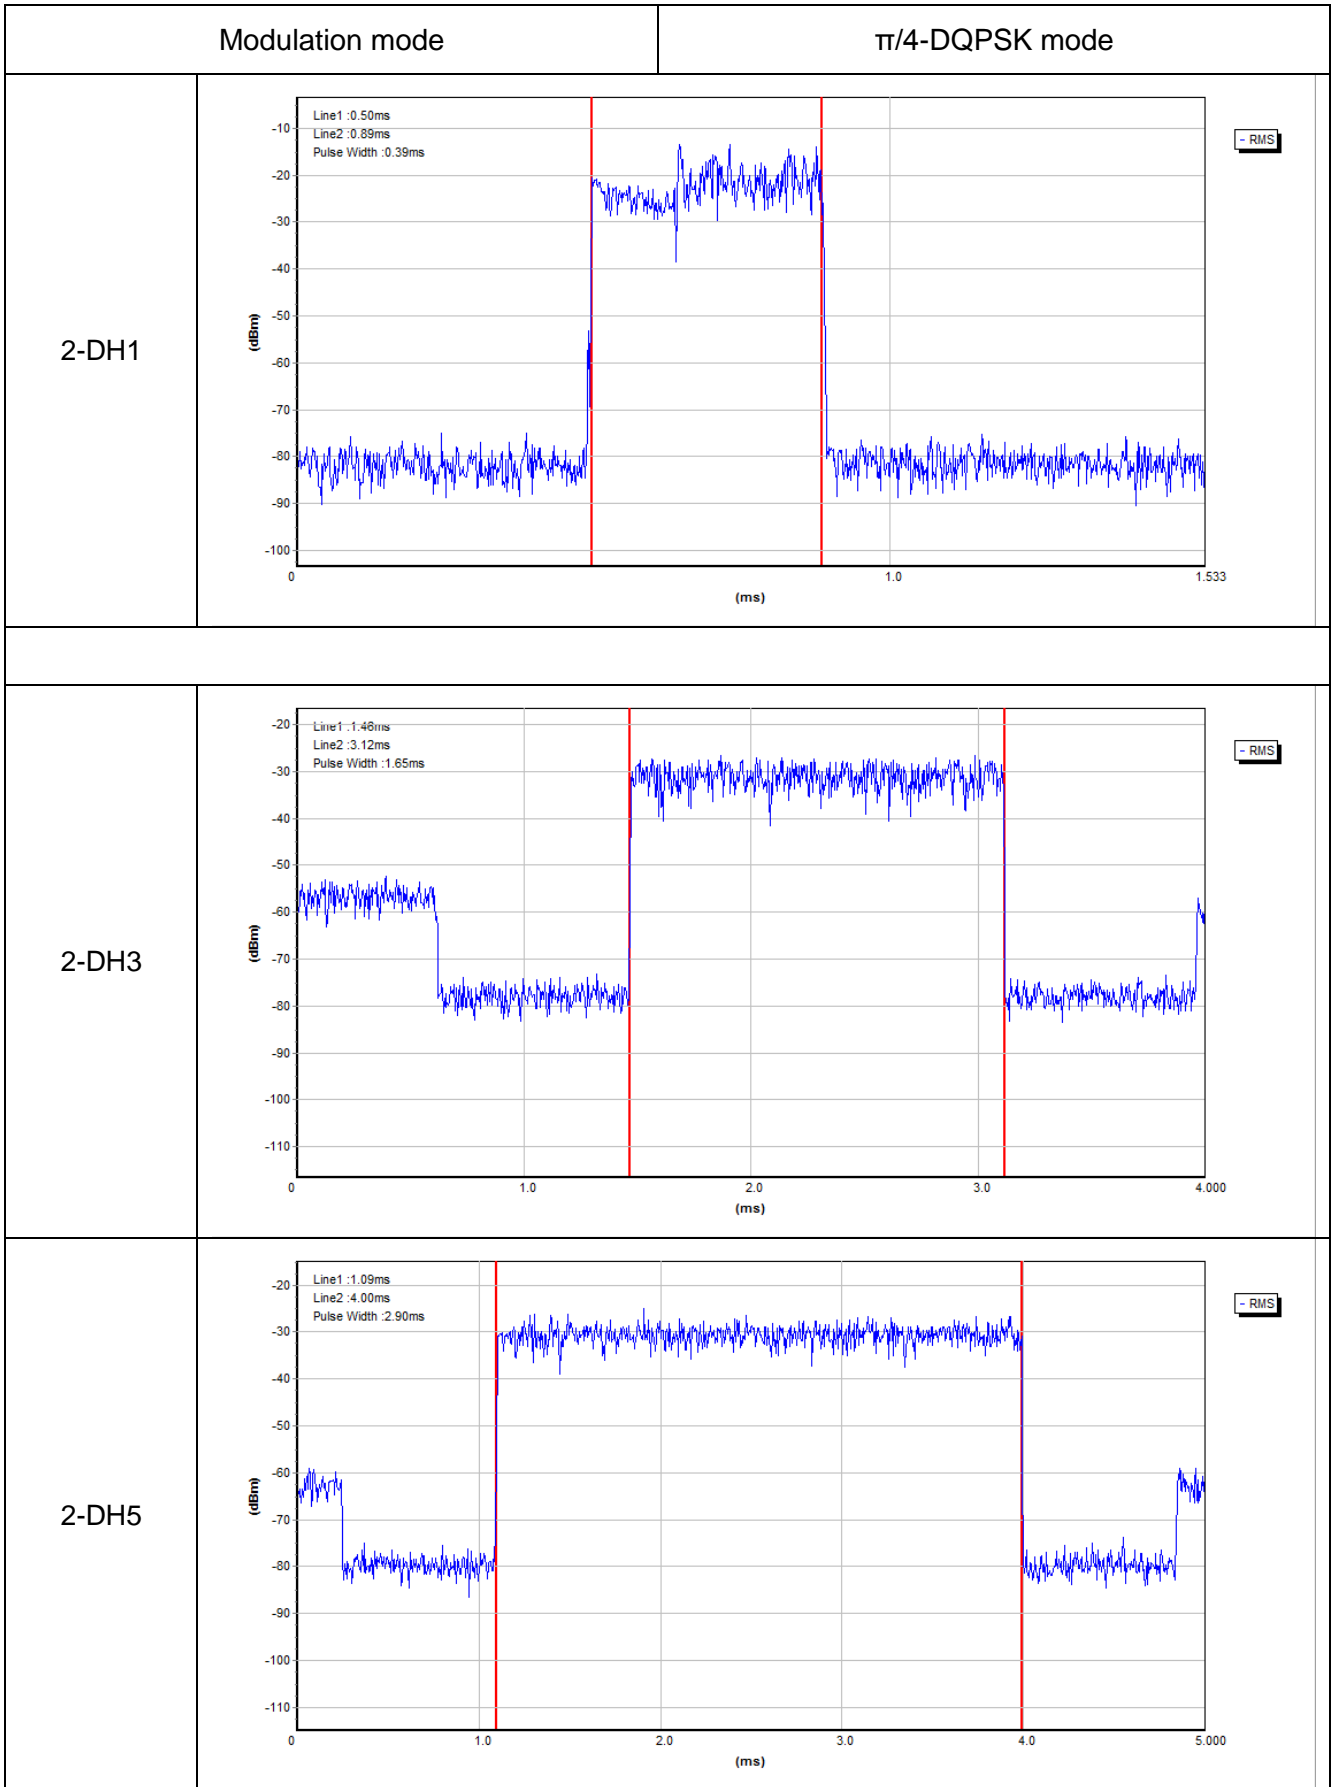 Modulation mode
π/4-DQPSK mode
2-DH1
Line1 :0.50ms
Line2 :0.89ms
Pulse Width :0.39ms
- RMS
-10
-20
-30
-40
-50
-60
-70
-80
-90
-100
(dBm)
0
1.0
1.533
(ms)
2-DH3
Line1 :1.46ms
Line2 :3.12ms
Pulse Width :1.65ms
- RMS
-20
-30
-40
-50
-60
-70
-80
-90
-100
-110
(dBm)
0
1.0
2.0
3.0
4.000
(ms)
2-DH5
Line1 :1.09ms
Line2 :4.00ms
Pulse Width :2.90ms
- RMS
-20
-30
-40
-50
-60
-70
-80
-90
-100
-110
(dBm)
0
1.0
2.0
3.0
4.0
5.000
(ms)